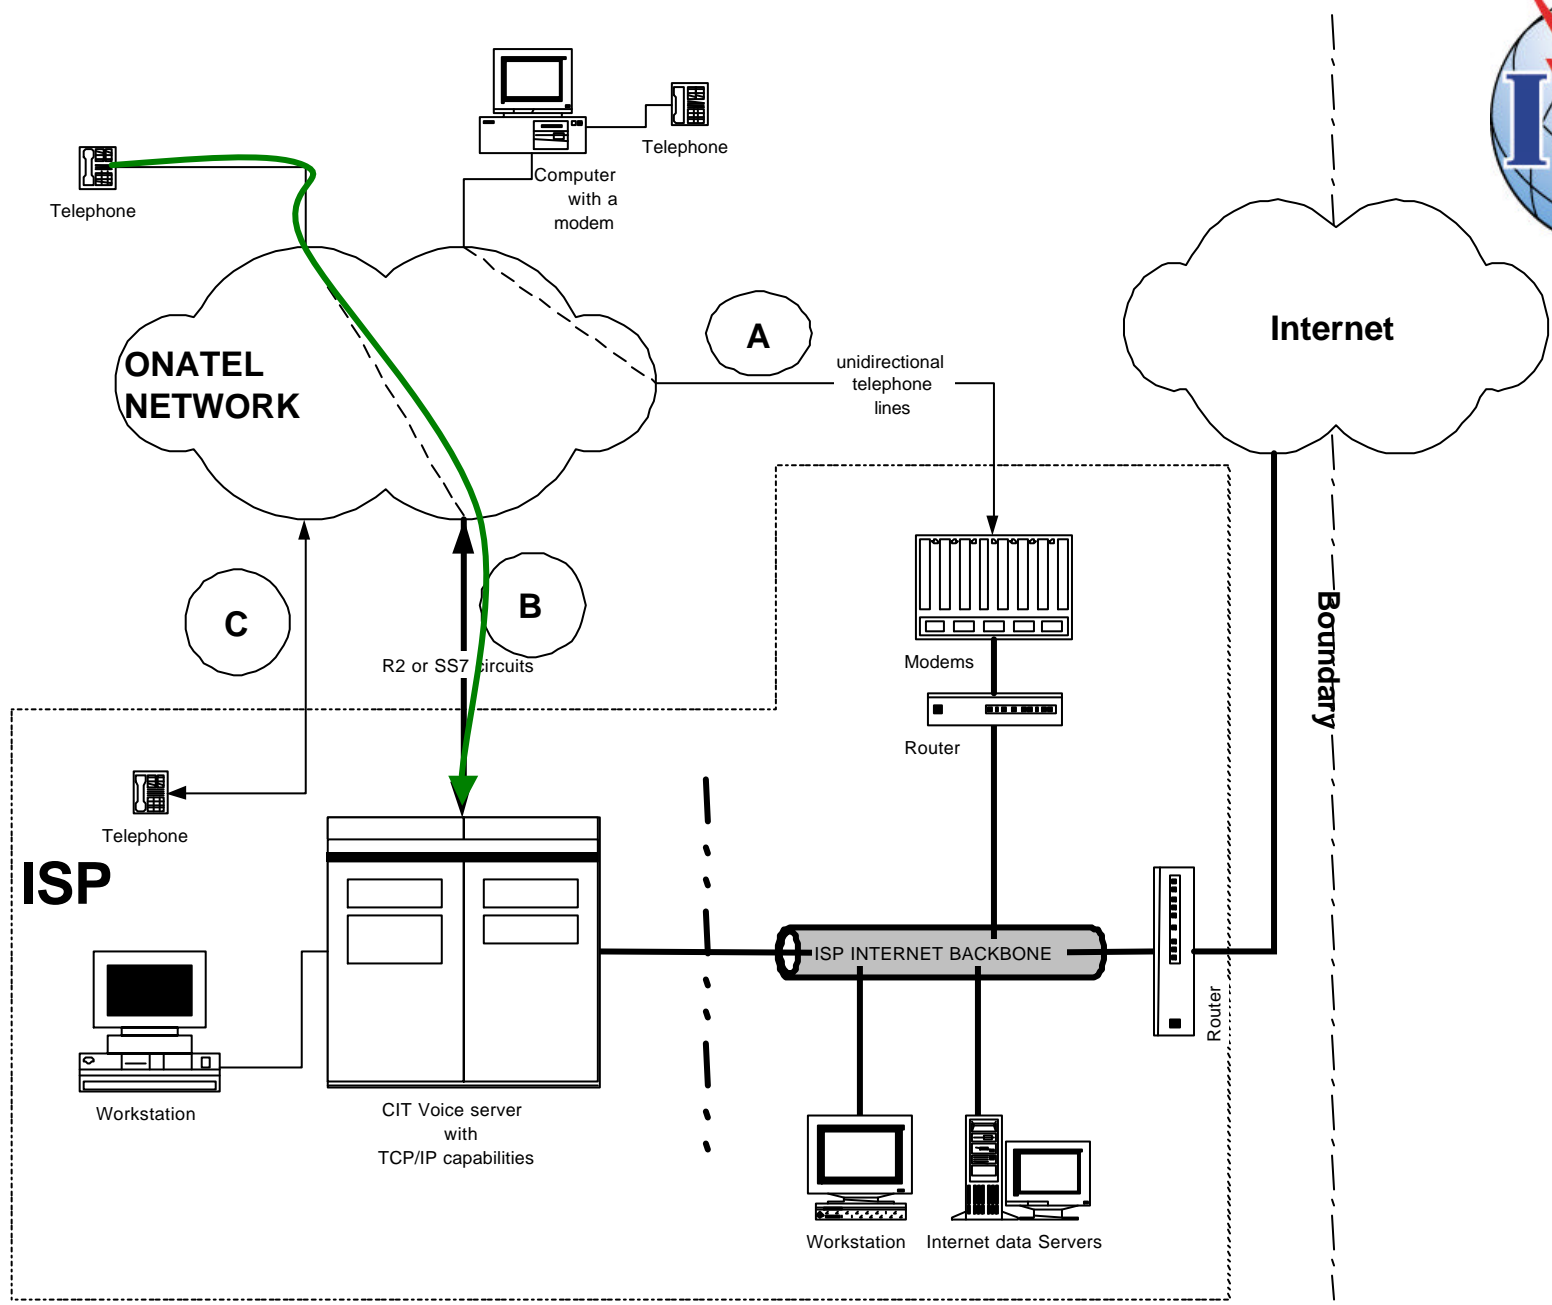 Telephone
Telephone
Computer
with a
modem
ONATEL
NETWORK
A
unidirectional
telephone
lines
Internet
I
C
B
R2 or SS7 circuits
Modems
Router
Boundary
Telephone
ISP
ISP INTERNET BACKBONE
Router
Workstation
CIT Voice server
with
TCP/IP capabilities
Workstation
Internet data Servers